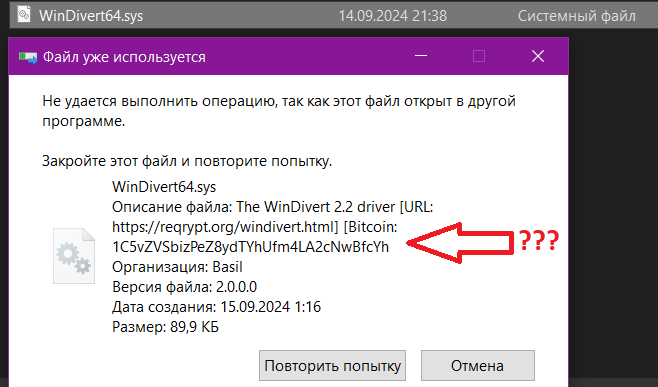 WinDivert64.sys 14.09.2024 21:38 Системный файл
Файл уже используется
Не удается выполнить операцию, так как этот файл открыт в другой
программе.
Закройте этот файл и повторите попытку.
WinDivert64.sys
Описание файла: The WinDivert 2.2 driver [URL:
https://reqrypt.org/windivert.html] [Bitcoin:
1C5vZVSbizPeZ8ydTYhUfm4LA2cNwBfcYh
???
Организация: Basil
Версия файла: 2.0.0.0
Дата создания: 15.09.2024 1:16
Размер: 89,9 КБ
Повторить попытку Отмена